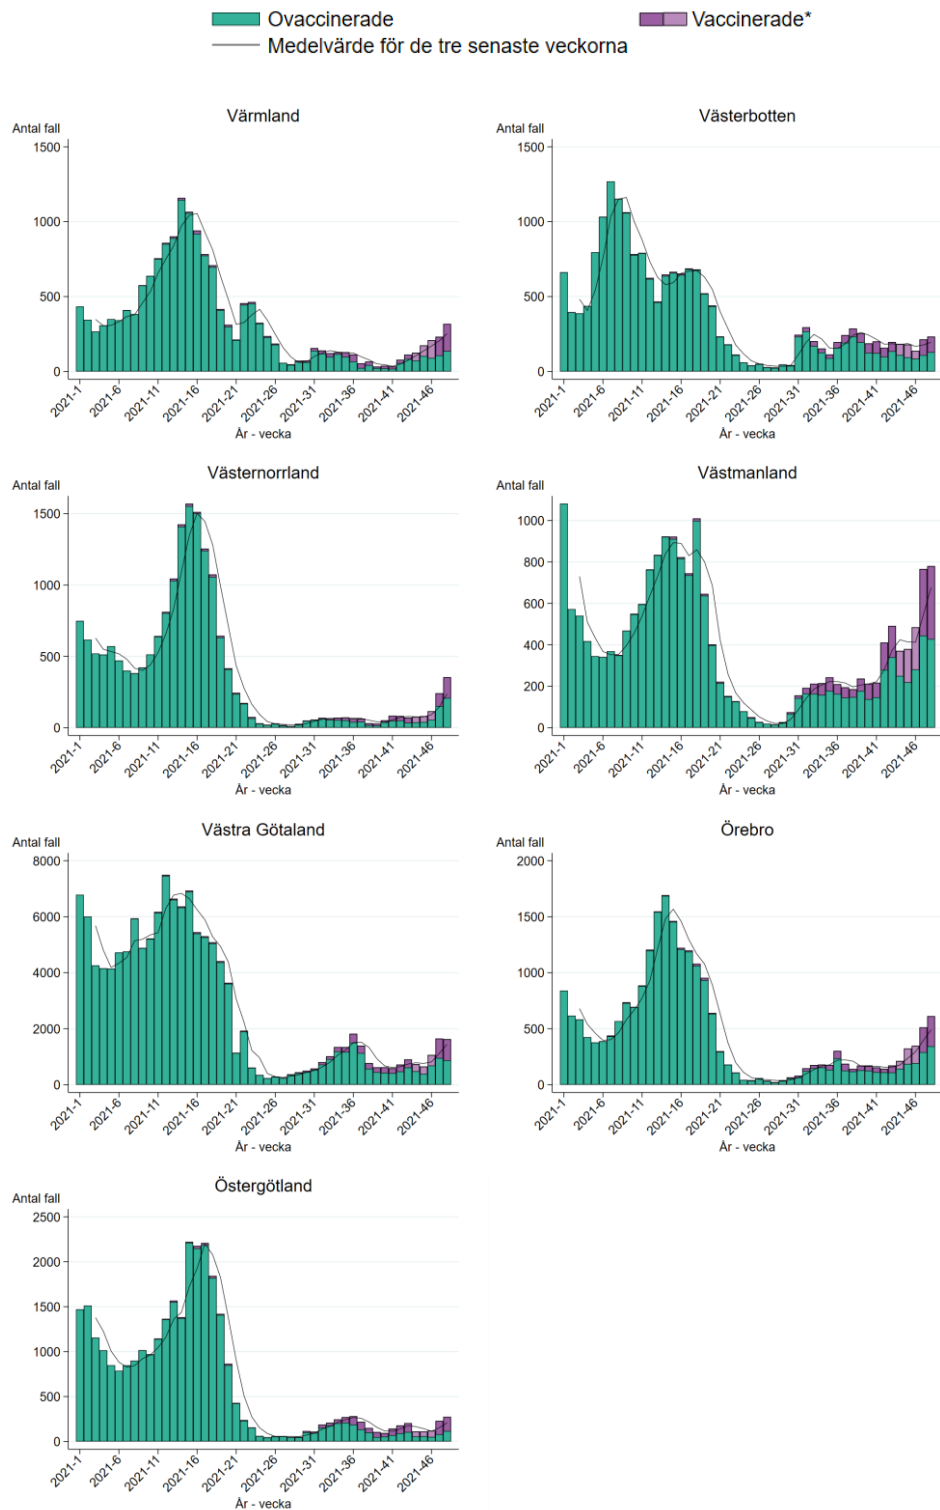 Ovaccinerade
Vaccinerade*
Medelvärde för de tre senaste veckorna
Värmland
Antal fall
1500
1000
500
0
2021-1 2021-6 2021-11 2021-16 2021-21 2021-26 2021-31 2021-36 2021-41 2021-46
År - vecka
Västerbotten
Antal fall
1500
1000
500
0
2021-1 2021-6 2021-11 2021-16 2021-21 2021-26 2021-31 2021-36 2021-41 2021-46
År - vecka
Västernorrland
Antal fall
1500
1000
500
0
2021-1 2021-6 2021-11 2021-16 2021-21 2021-26 2021-31 2021-36 2021-41 2021-46
År - vecka
Västmanland
Antal fall
1000
800
600
400
200
0
2021-1 2021-6 2021-11 2021-16 2021-21 2021-26 2021-31 2021-36 2021-41 2021-46
År - vecka
Västra Götaland
Antal fall
8000
6000
4000
2000
0
2021-1 2021-6 2021-11 2021-16 2021-21 2021-26 2021-31 2021-36 2021-41 2021-46
År - vecka
Örebro
Antal fall
2000
1500
1000
500
0
2021-1 2021-6 2021-11 2021-16 2021-21 2021-26 2021-31 2021-36 2021-41 2021-46
År - vecka
Östergötland
Antal fall
2500
2000
1500
1000
500
0
2021-1 2021-6 2021-11 2021-16 2021-21 2021-26 2021-31 2021-36 2021-41 2021-46
År - vecka